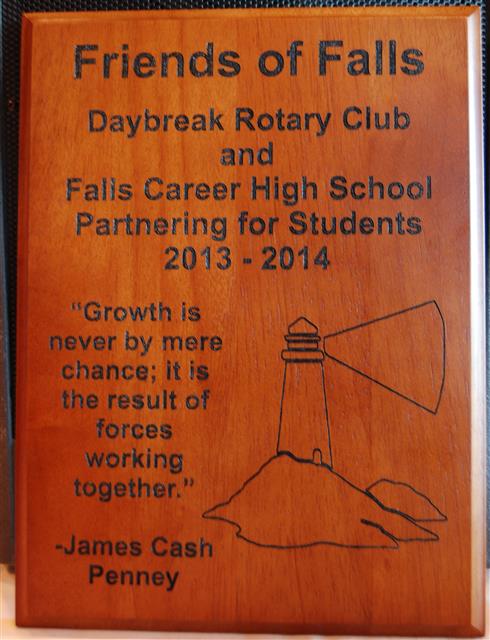 Friends of Falls
Daybreak Rotary Club
and
Falls Career High School
Partnering for Students
2013 - 2014
“Growth is
never by mere
chance; it is
the result of
forces
working
together.”
-James Cash
Penney